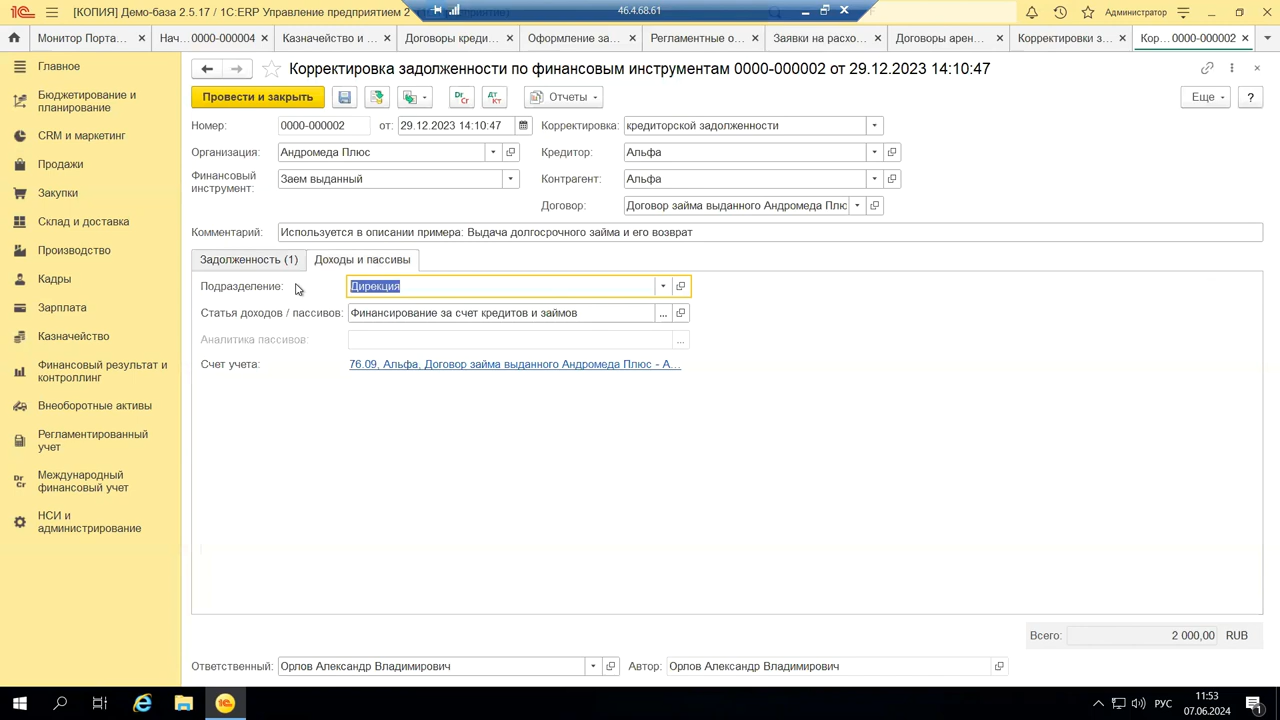 [КОПИЯ] Демо-база 2.5.17 / 1С:ERP Управление предприятием 2
46.4.68.61
Администратор
Монитор Порта...
Нач...0000-000004
Казначейство и ...
Договоры креди...
Оформление за...
Регламентные о...
Заявки на расхо...
Договоры арен...
Корректировки з...
Кор...0000-000002
Главное
Бюджетирование и
планирование
CRM и маркетинг
Продажи
Закупки
Склад и доставка
Производство
Кадры
Зарплата
Казначейство
Финансовый результат и
контроллинг
Внеоборотные активы
Регламентированный
учет
Международный
финансовый учет
НСИ и
администрирование
Корректировка задолженности по финансовым инструментам 0000-000002 от 29.12.2023 14:10:47
Провести и закрыть
Отчеты
Еще
?
Номер: 0000-000002 от: 29.12.2023 14:10:47 Корректировка: кредиторской задолженности
Организация: Андромеда Плюс Кредитор: Альфа
Финансовый
инструмент: Заем выданный Контрагент: Альфа
Договор: Договор займа выданного Андромеда Плю
Комментарий: Используется в описании примера: Выдача долгосрочного займа и его возврат
Задолженность (1) Доходы и пассивы
Подразделение: Дирекция
Статья доходов / пассивов: Финансирование за счет кредитов и займов
Аналитика пассивов:
Счет учета: 76.09, Альфа, Договор займа выданного Андромеда Плюс - А...
Всего: 2 000,00 RUB
Ответственный: Орлов Александр Владимирович Автор: Орлов Александр Владимирович
РУС
11:53
07.06.2024